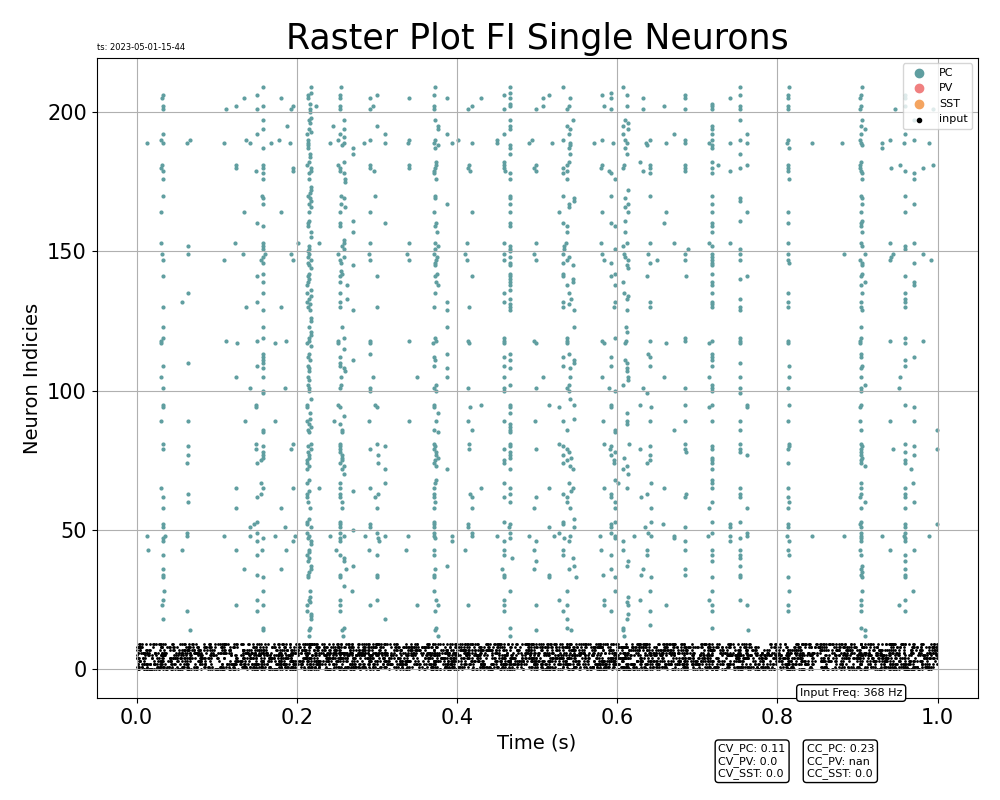 Raster Plot FI Single Neurons
ts: 2023-05-01-15-44
PC
PV
SST
input
200
150
100
50
0
Neuron Indicies
0.0 0.2 0.4 0.6 0.8 1.0
Time (s)
Input Freq: 368 Hz
CV_PC: 0.11
CV_PV: 0.0
CV_SST: 0.0
CC_PC: 0.23
CC_PV: nan
CC_SST: 0.0